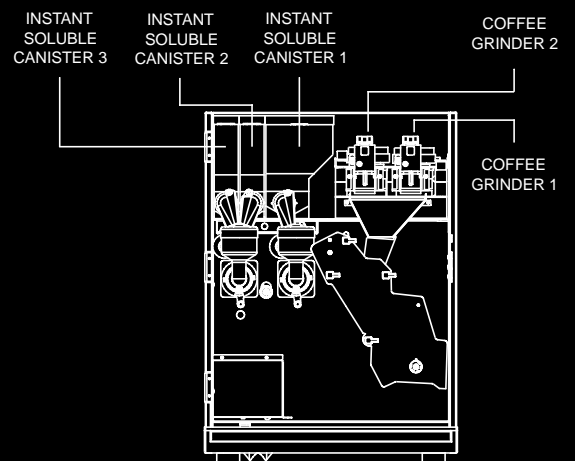 INSTANT
SOLUBLE
CANISTER 3
INSTANT
SOLUBLE
CANISTER 2
INSTANT
SOLUBLE
CANISTER 1
COFFEE
GRINDER 2
COFFEE
GRINDER 1